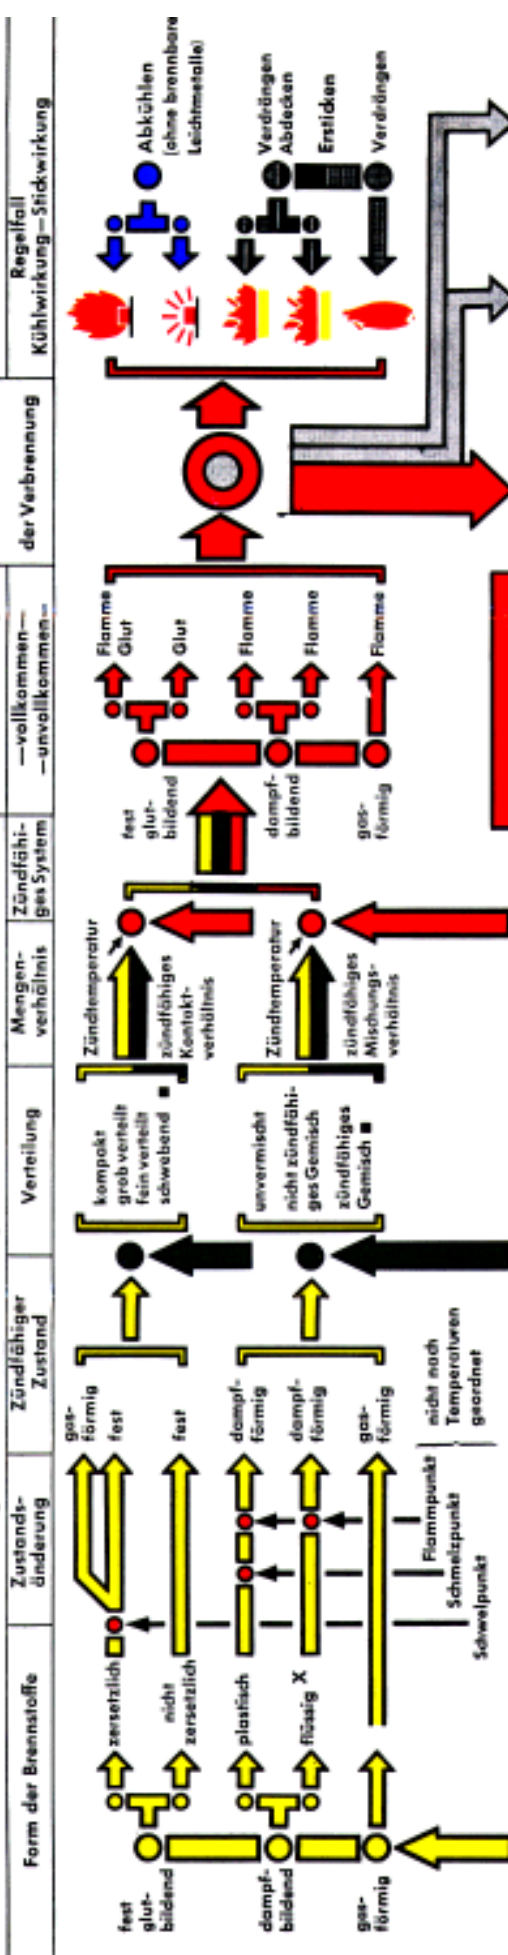 Form der Brennstoffe
Zustands-
änderung
Zündfähiger
Zustand
Verteilung
Mengen-
verhältnis
Zündfähi-
ges System
—vollkommen—
—unvollkommen—
der Verbrennung
Regelfall
Kühlwirkung—Stickwirkung
fest
glut-
bildend
dampf-
bildend
gas-
förmig
zersetzlich
nicht
zersetzlich
plastisch
flüssig X
Schwelpunkt
Schmelzpunkt
Flammpunkt
gas-
förmig
fest
fest
dampf-
förmig
dampf-
förmig
gas-
förmig
nicht nach
Temperaturen
geordnet
kompakt
grob verteilt
fein verteilt
schwebend
unvermischt
nicht zündfähi-
ges Gemisch
zündfähiges
Gemisch
Zündtemperatur
zündfähiges
Kontakt-
verhältnis
Zündtemperatur
zündfähiges
Mischungs-
verhältnis
fest
glut-
bildend
dampf-
bildend
gas-
förmig
Flamme
Glut
Glut
Flamme
Flamme
Flamme
Abkühlen
(ohne brennbare
Leichtmetalle)
Verdrängen
Abdecken
Ersticken
Verdrängen